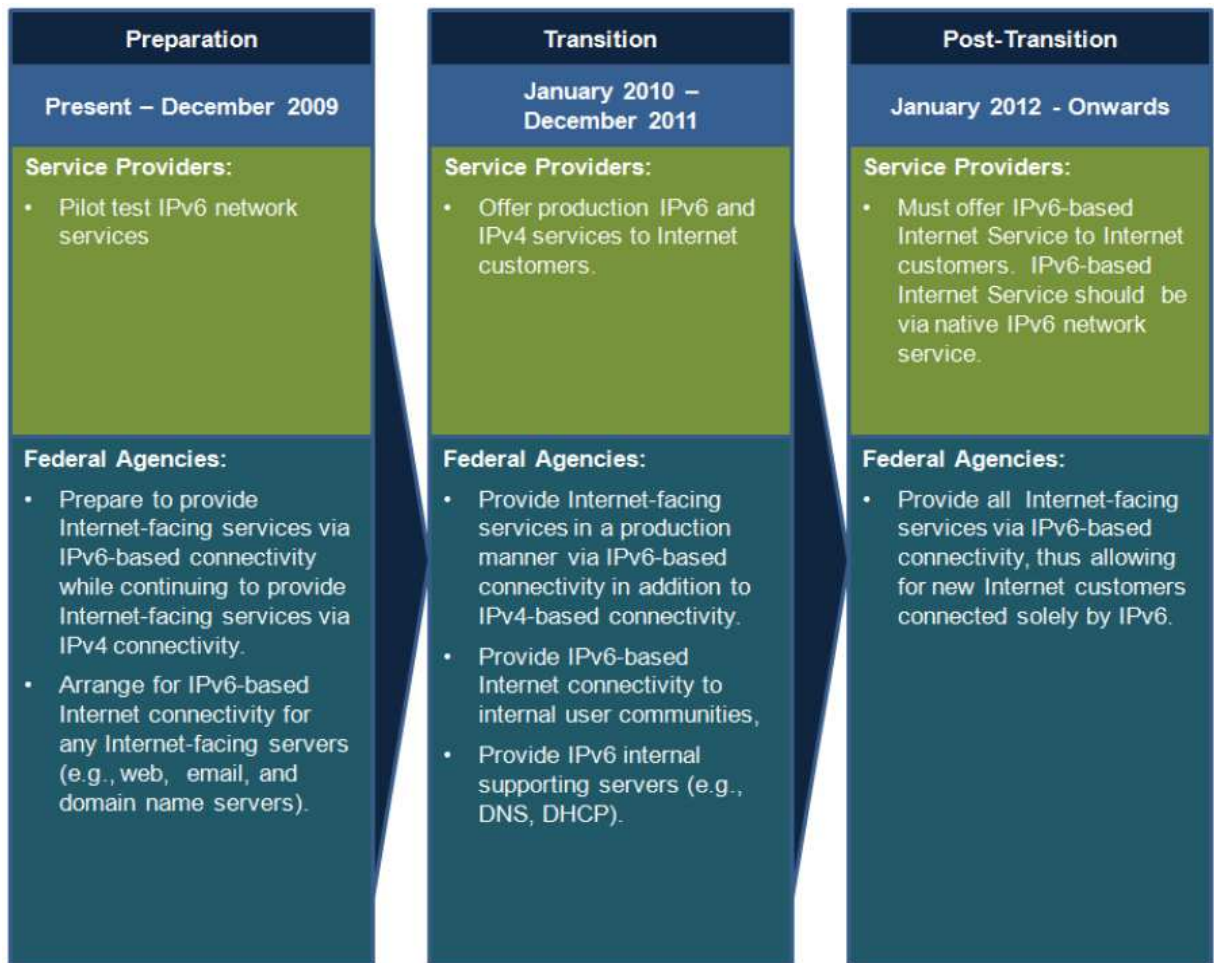 Preparation
Present – December 2009
Service Providers:
• Pilot test IPv6 network
services
Federal Agencies:
• Prepare to provide
Internet-facing services via
IPv6-based connectivity
while continuing to provide
Internet-facing services via
IPv4 connectivity.
• Arrange for IPv6-based
Internet connectivity for
any Internet-facing servers
(e.g., web, email, and
domain name servers).
Transition
January 2010 –
December 2011
Service Providers:
• Offer production IPv6 and
IPv4 services to Internet
customers.
Federal Agencies:
• Provide Internet-facing
services in a production
manner via IPv6-based
connectivity in addition to
IPv4-based connectivity.
• Provide IPv6-based
Internet connectivity to
internal user communities,
• Provide IPv6 internal
supporting servers (e.g.,
DNS, DHCP).
Post-Transition
January 2012 - Onwards
Service Providers:
• Must offer IPv6-based
Internet Service to Internet
customers. IPv6-based
Internet Service should be
via native IPv6 network
service.
Federal Agencies:
• Provide all Internet-facing
services via IPv6-based
connectivity, thus allowing
for new Internet customers
connected solely by IPv6.